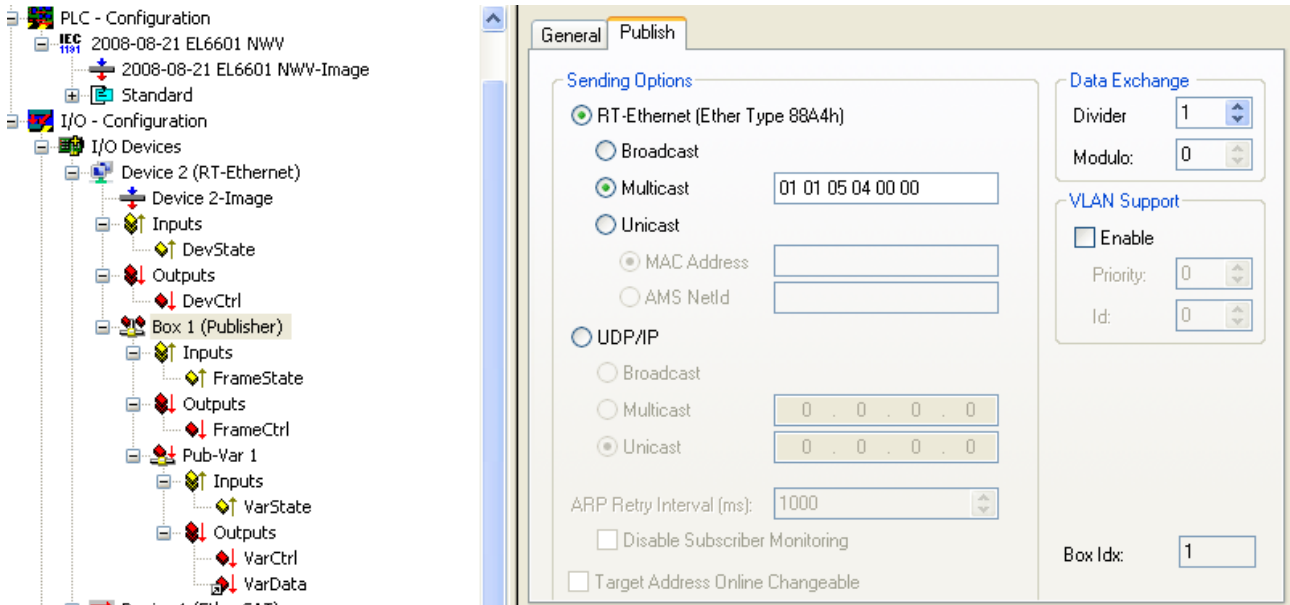 PLC - Configuration
IEC
1131
2008-08-21 EL6601 NWV
2008-08-21 EL6601 NWV-Image
Standard
I/O - Configuration
I/O Devices
Device 2 (RT-Ethernet)
Device 2-Image
Inputs
DevState
Outputs
DevCtrl
Box 1 (Publisher)
Inputs
FrameState
Outputs
FrameCtrl
Pub-Var 1
Inputs
VarState
Outputs
VarCtrl
VarData
General Publish
Sending Options
RT-Ethernet (Ether Type 88A4h)
Broadcast
Multicast 01 01 05 04 00 00
Unicast
MAC Address
AMS NetId
UDP/IP
Broadcast
Multicast 0 . 0 . 0 . 0
Unicast 0 . 0 . 0 . 0
ARP Retry Interval (ms): 1000
Disable Subscriber Monitoring
Target Address Online Changeable
Data Exchange
Divider 1
Modulo: 0
VLAN Support
Enable
Priority: 0
Id: 0
Box Idx: 1